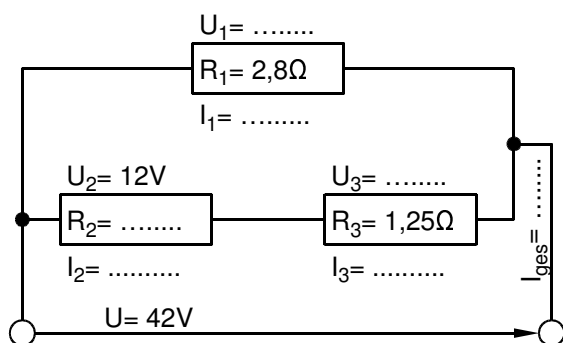 U₁= ........
R₁= 2,8Ω
I₁= ........
U₂= 12V
R₂= ........
I₂= ..........
U₃= ........
R₃= 1,25Ω
I₃= ..........
I_ges= ........
U= 42V